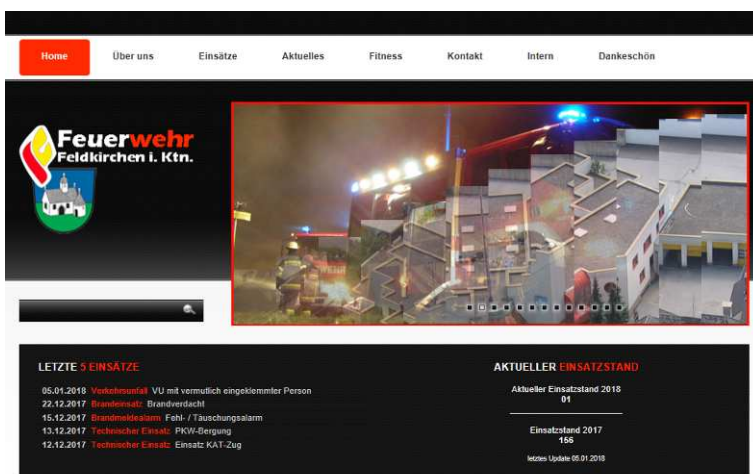 Home Über uns Einsätze Aktuelles Fitness Kontakt Intern Dankeschön
Feuerwehr
Feldkirchen i. Ktn.
LETZTE 5 EINSÄTZE
05.01.2018 Verkehrsunfall VU mit vermutlich eingeklemmter Person
22.12.2017 Brandeinsatz Brandverdacht
15.12.2017 Brandmeldealarm Fehl- / Täuschungsalarm
13.12.2017 Technischer Einsatz PKW-Bergung
12.12.2017 Technischer Einsatz Einsatz KAT-Zug
AKTUELLER EINSATZSTAND
Aktueller Einsatzstand 2018
01
Einsatzstand 2017
156
letztes Update 05.01.2018